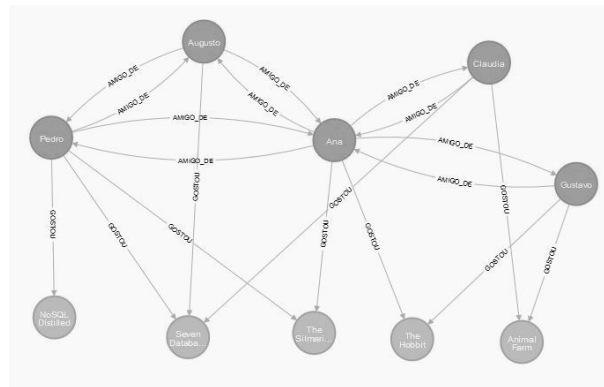 Augusto
Claudia
AMIGO_DE
AMIGO_DE
AMIGO_DE
AMIGO_DE
AMIGO_DE
AMIGO_DE
Pedro
AMIGO_DE
Ana
AMIGO_DE
AMIGO_DE
AMIGO_DE
Gustavo
GOSTOU
GOSTOU
GOSTOU
GOSTOU
GOSTOU
GOSTOU
GOSTOU
GOSTOU
GOSTOU
GOSTOU
NoSQL
Distilled
Seven
Databa...
The
Silmari...
The
Hobbit
Animal
Farm